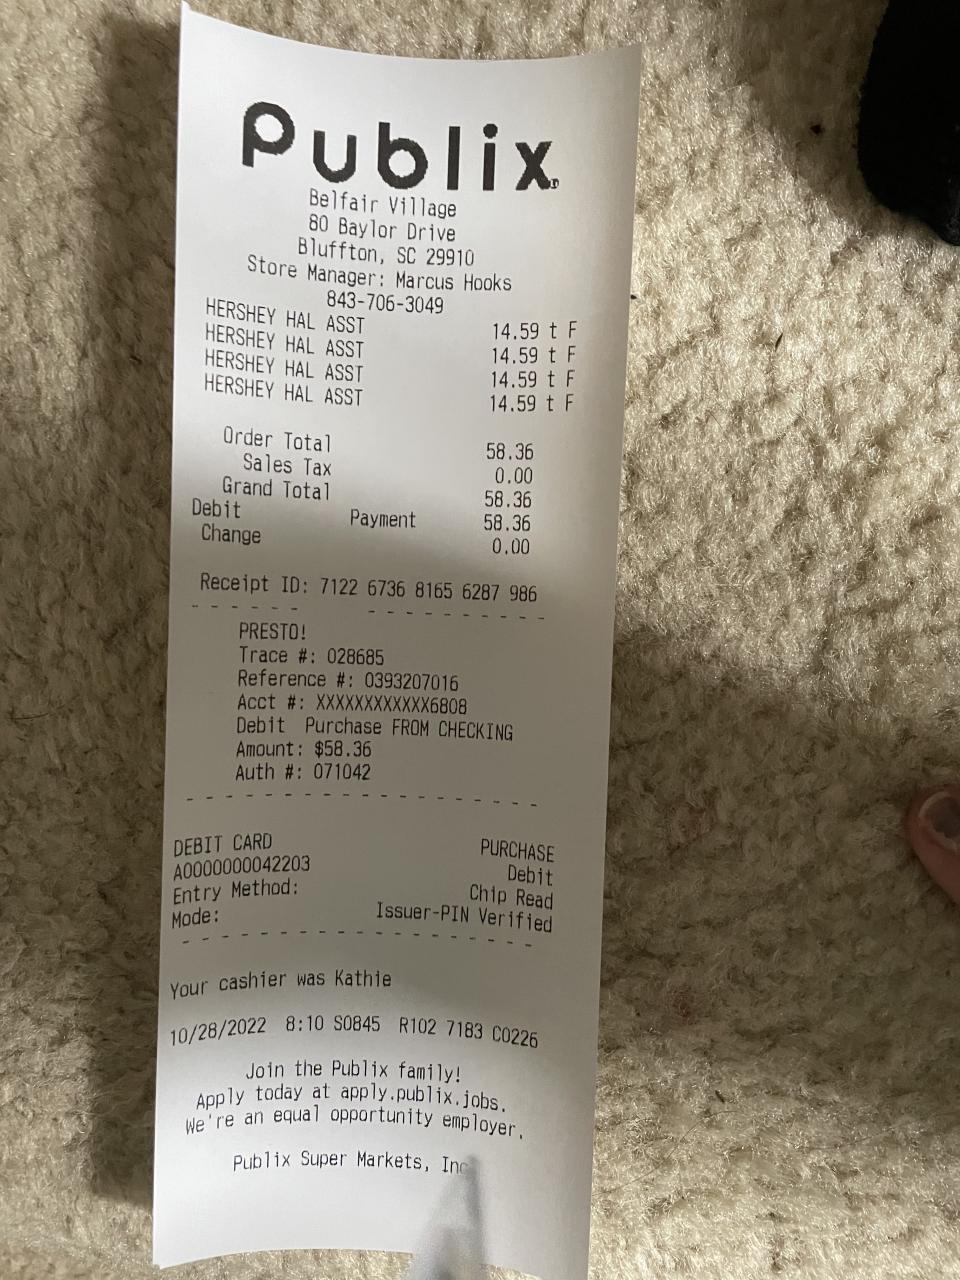 Publix
Belfair Village
80 Baylor Drive
Bluffton, SC 29910
Store Manager: Marcus Hooks
843-706-3049
HERSHEY HAL ASST 14.59 t F
HERSHEY HAL ASST 14.59 t F
HERSHEY HAL ASST 14.59 t F
HERSHEY HAL ASST 14.59 t F
Order Total 58.36
Sales Tax 0.00
Grand Total 58.36
Debit Payment 58.36
Change 0.00
Receipt ID: 7122 6736 8165 6287 986
PRESTO!
Trace #: 028685
Reference #: 0393207016
Acct #: XXXXXXXXXXXX6808
Debit Purchase FROM CHECKING
Amount: $58.36
Auth #: 071042
DEBIT CARD PURCHASE
A0000000042203 Debit
Entry Method: Chip Read
Mode: Issuer-PIN Verified
Your cashier was Kathie
10/28/2022 8:10 S0845 R102 7183 C0226
Join the Publix family!
Apply today at apply.publix.jobs.
We're an equal opportunity employer.
Publix Super Markets, Inc